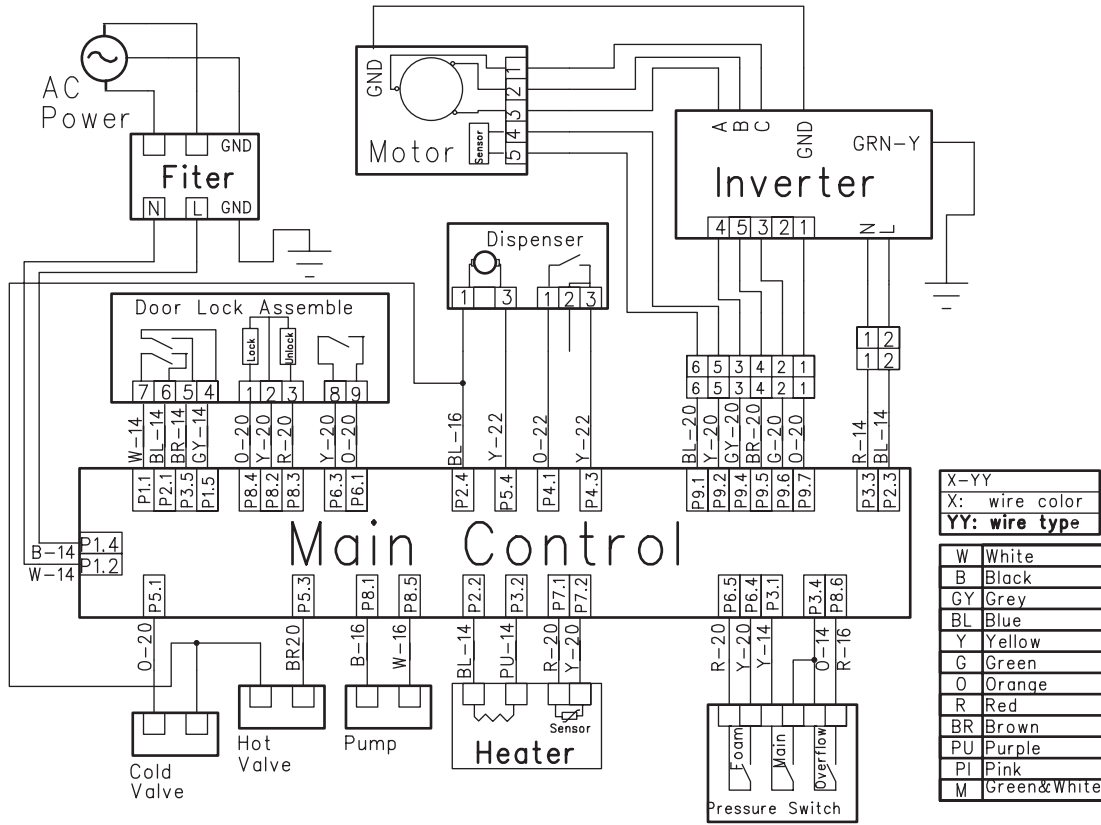 AC
Power
GND
Fiter
N L GND
GND
Motor
Sensor
1
2
3
4
5
A B C GND
GRN-Y
Inverter
4 5 3 2 1
N L
Dispenser
1 3 1 2 3
Door Lock Assemble
Lock
Unlock
7 6 5 4 1 2 3 8 9
6 5 3 4 2 1
6 5 3 4 2 1
1 2
1 2
W-14 BL-14 BR-14 GY-14 O-20 Y-20 R-20 Y-20 O-20 BL-16 Y-22 O-22 Y-22 BL-20 Y-20 GY-20 BR-20 G-20 O-20 R-14 BL-14
P1.1 P2.1 P3.5 P1.5 P8.4 P8.2 P8.3 P6.3 P6.1 P2.4 P5.4 P4.1 P4.3 P9.1 P9.2 P9.4 P9.5 P9.6 P9.7 P3.3 P2.3
Main Control
B-14 P1.4
W-14 P1.2
P5.1 P5.3 P8.1 P8.5 P2.2 P3.2 P7.1 P7.2 P6.5 P6.4 P3.1 P3.4 P8.6
O-20 BR20 B-16 W-16 BL-14 PU-14 R-20 Y-20 R-20 Y-20 Y-14 O-14 R-16
Cold
Valve
Hot
Valve
Pump
Sensor
Heater
Foam
Main
Overflow
Pressure Switch
X-YY
X: wire color
YY: wire type
W White
B Black
GY Grey
BL Blue
Y Yellow
G Green
O Orange
R Red
BR Brown
PU Purple
PI Pink
M Green&White